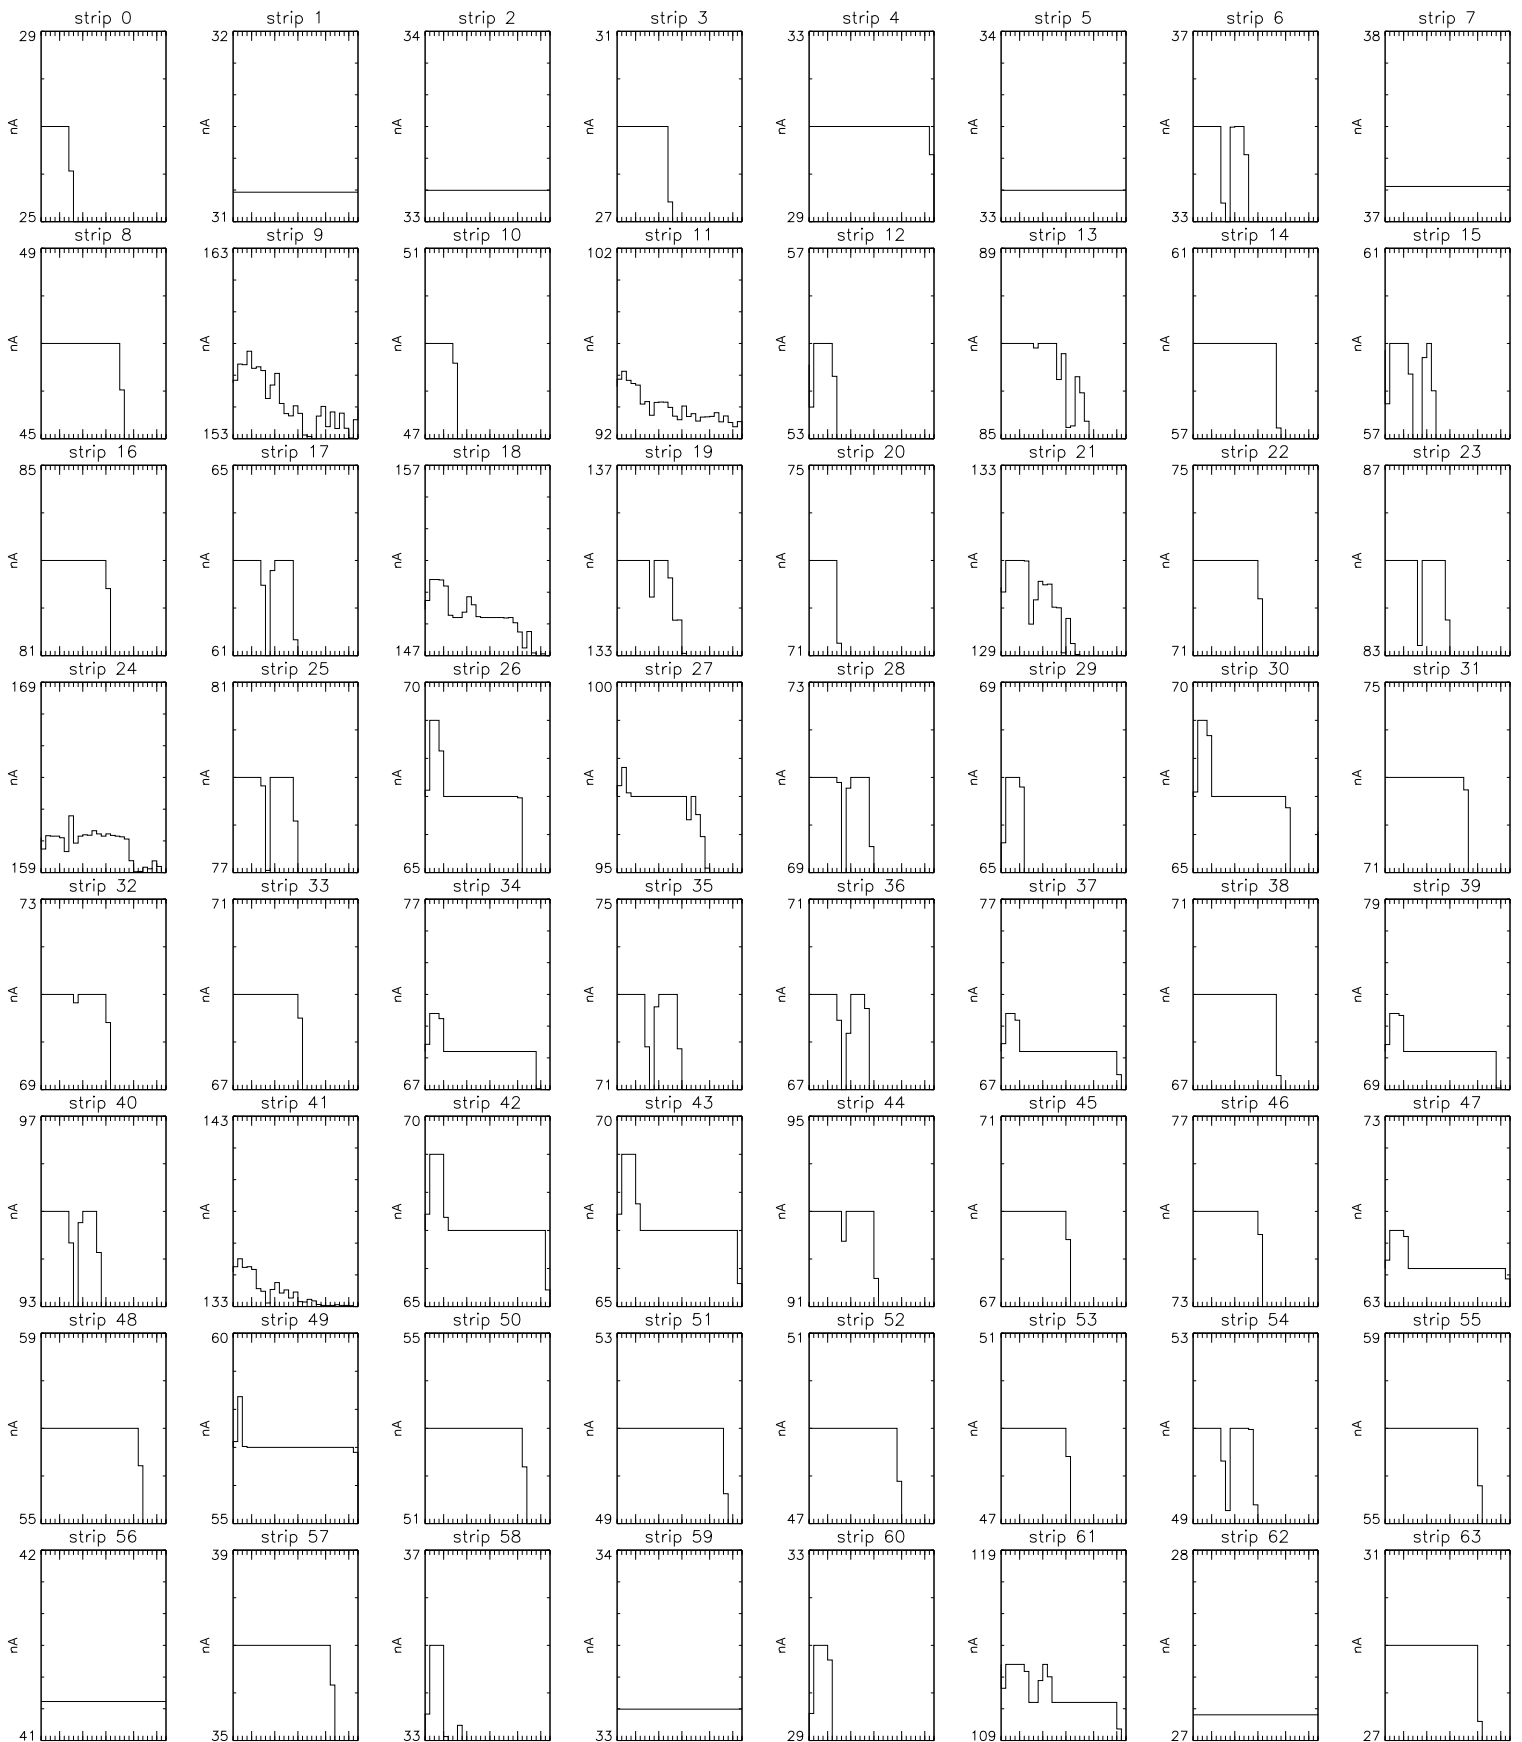 strip 0 strip 1 strip 2 strip 3 strip 4 strip 5 strip 6 strip 7
29 32 34 31 33 34 37 38
nA nA nA nA nA nA nA nA
25 31 33 27 29 33 33 37
strip 8 strip 9 strip 10 strip 11 strip 12 strip 13 strip 14 strip 15
49 163 51 102 57 89 61 61
nA nA nA nA nA nA nA nA
45 153 47 92 53 85 57 57
strip 16 strip 17 strip 18 strip 19 strip 20 strip 21 strip 22 strip 23
85 65 157 137 75 133 75 87
nA nA nA nA nA nA nA nA
81 61 147 133 71 129 71 83
strip 24 strip 25 strip 26 strip 27 strip 28 strip 29 strip 30 strip 31
169 81 70 100 73 69 70 75
nA nA nA nA nA nA nA nA
159 77 65 95 69 65 65 71
strip 32 strip 33 strip 34 strip 35 strip 36 strip 37 strip 38 strip 39
73 71 77 75 71 77 71 79
nA nA nA nA nA nA nA nA
69 67 67 71 67 67 67 69
strip 40 strip 41 strip 42 strip 43 strip 44 strip 45 strip 46 strip 47
97 143 70 70 95 71 77 73
nA nA nA nA nA nA nA nA
93 133 65 65 91 67 73 63
strip 48 strip 49 strip 50 strip 51 strip 52 strip 53 strip 54 strip 55
59 60 55 53 51 51 53 59
nA nA nA nA nA nA nA nA
55 55 51 49 47 47 49 55
strip 56 strip 57 strip 58 strip 59 strip 60 strip 61 strip 62 strip 63
42 39 37 34 33 119 28 31
nA nA nA nA nA nA nA nA
41 35 33 33 29 109 27 27